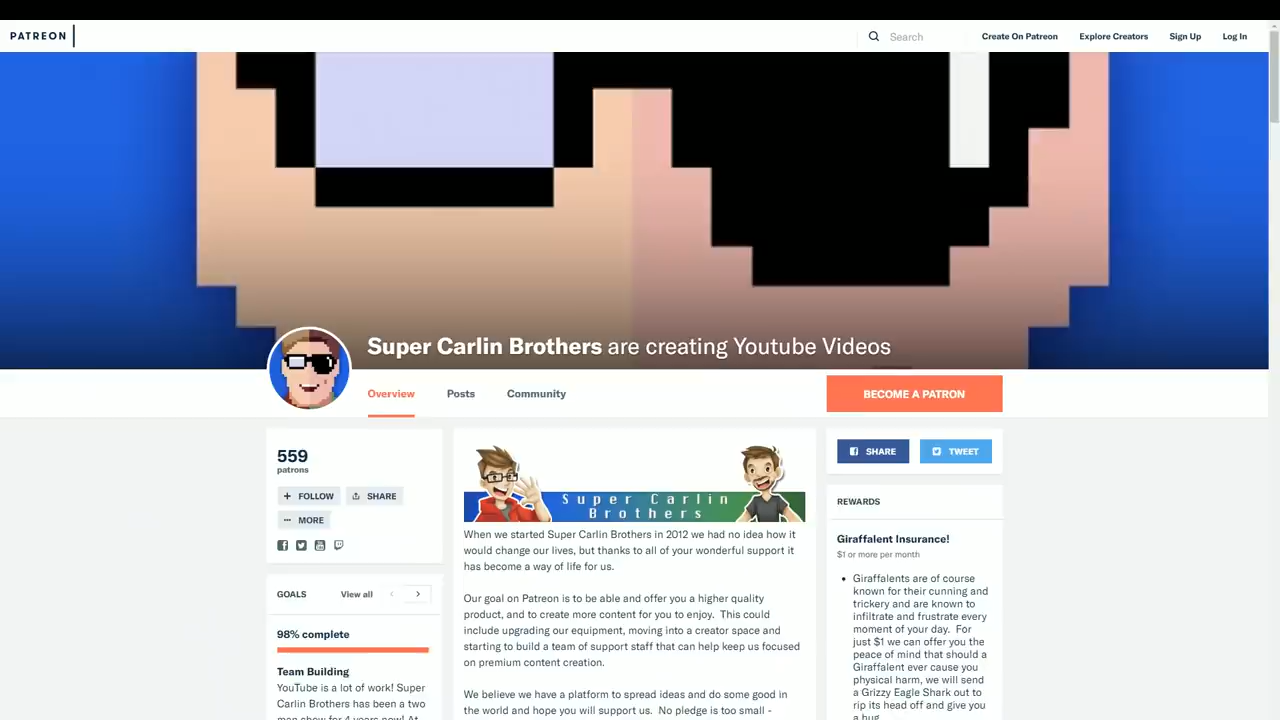 PATREON
Search
Create On Patreon
Explore Creators
Sign Up
Log In
Super Carlin Brothers are creating Youtube Videos
Overview
Posts
Community
BECOME A PATRON
559
patrons
FOLLOW
SHARE
MORE
GOALS
View all
98% complete
Team Building
YouTube is a lot of work! Super
Carlin Brothers has been a two
man show for 4 years now! At
Super Carlin
Brothers
When we started Super Carlin Brothers in 2012 we had no idea how it
would change our lives, but thanks to all of your wonderful support it
has become a way of life for us.
Our goal on Patreon is to be able and offer you a higher quality
product, and to create more content for you to enjoy. This could
include upgrading our equipment, moving into a creator space and
starting to build a team of support staff that can help keep us focused
on premium content creation.
We believe we have a platform to spread ideas and do some good in
the world and hope you will support us. No pledge is too small -
SHARE
TWEET
REWARDS
Giraffalent Insurance!
$1 or more per month
• Giraffalents are of course
known for their cunning and
trickery and are known to
infiltrate and frustrate every
moment of your day. For
just $1 we can offer you the
peace of mind that should a
Giraffalent ever cause you
physical harm, we will send
a Grizzy Eagle Shark out to
rip its head off and give you
a hug